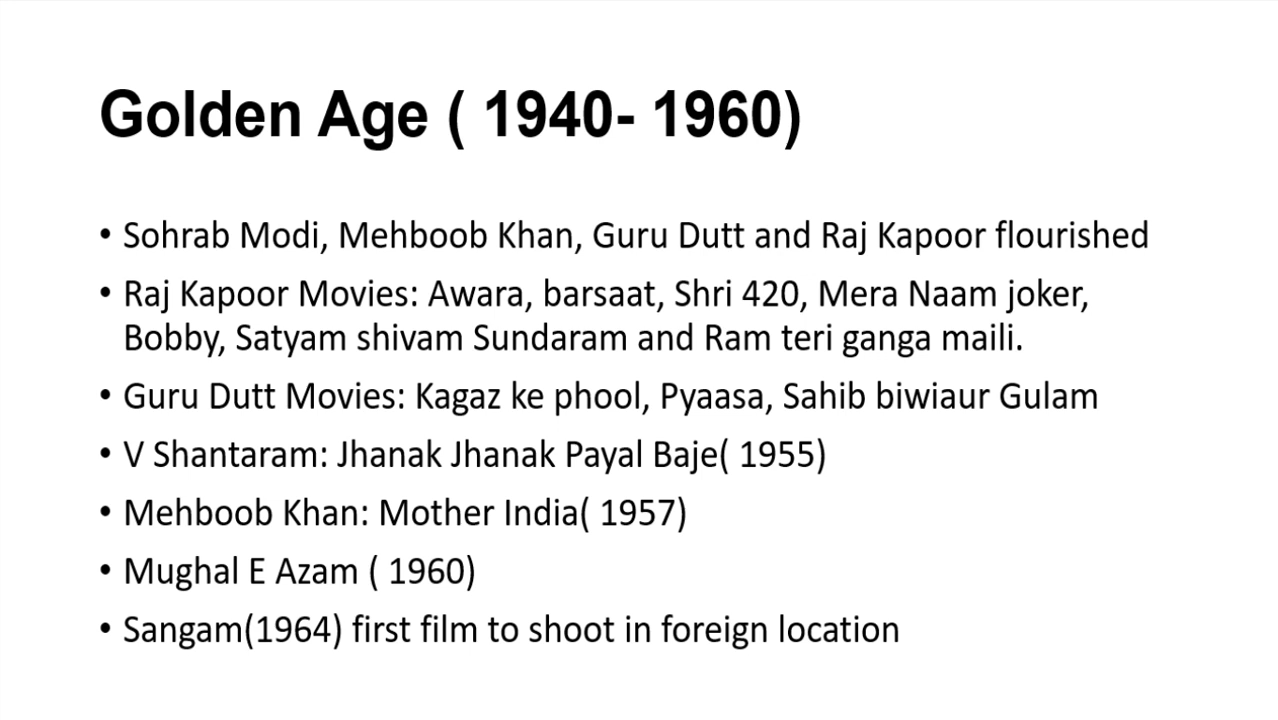 Golden Age ( 1940- 1960)
• Sohrab Modi, Mehboob Khan, Guru Dutt and Raj Kapoor flourished
• Raj Kapoor Movies: Awara, barsaat, Shri 420, Mera Naam joker,
Bobby, Satyam shivam Sundaram and Ram teri ganga maili.
• Guru Dutt Movies: Kagaz ke phool, Pyaasa, Sahib biwiaur Gulam
• V Shantaram: Jhanak Jhanak Payal Baje( 1955)
• Mehboob Khan: Mother India( 1957)
• Mughal E Azam ( 1960)
• Sangam(1964) first film to shoot in foreign location